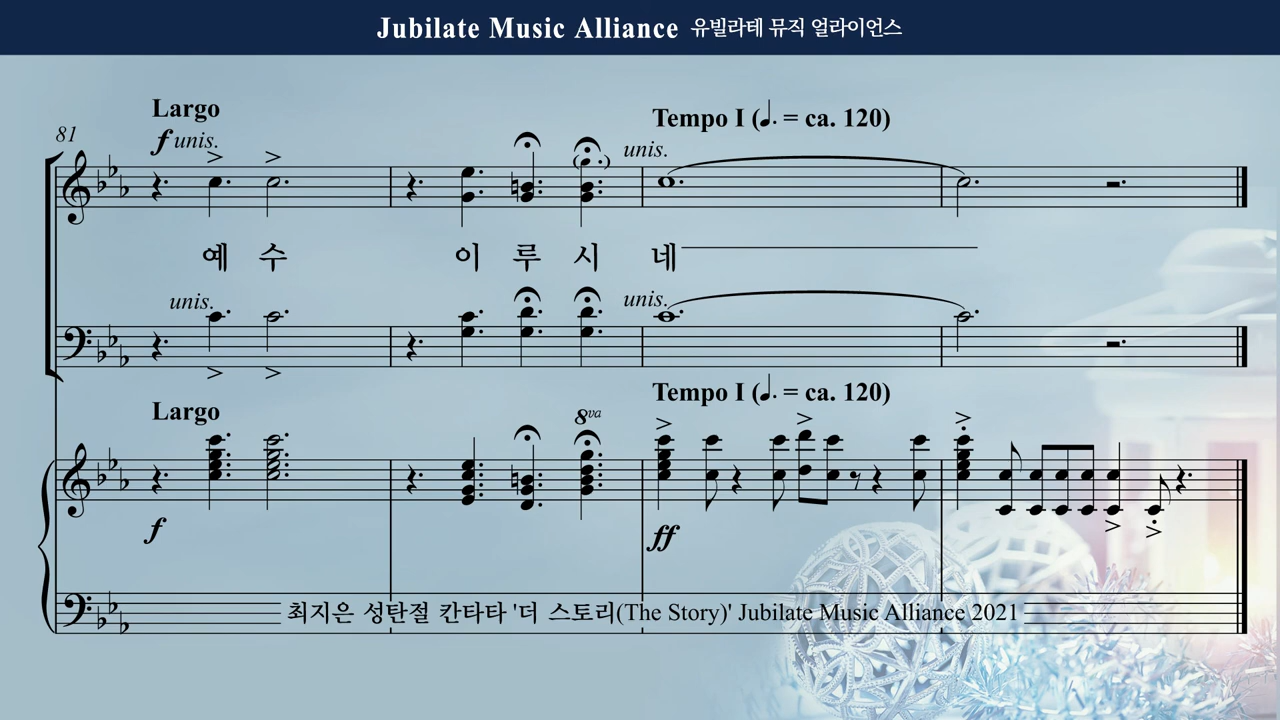 Jubilate Music Alliance 유빌라테 뮤직 얼라이언스
Largo
Tempo I (♩. = ca. 120)
81
f unis.
unis.
예 수 이 루 시 네
unis.
unis.
Largo
Tempo I (♩. = ca. 120)
8va
f
ff
최지은 성탄절 칸타타 '더 스토리(The Story)' Jubilate Music Alliance 2021